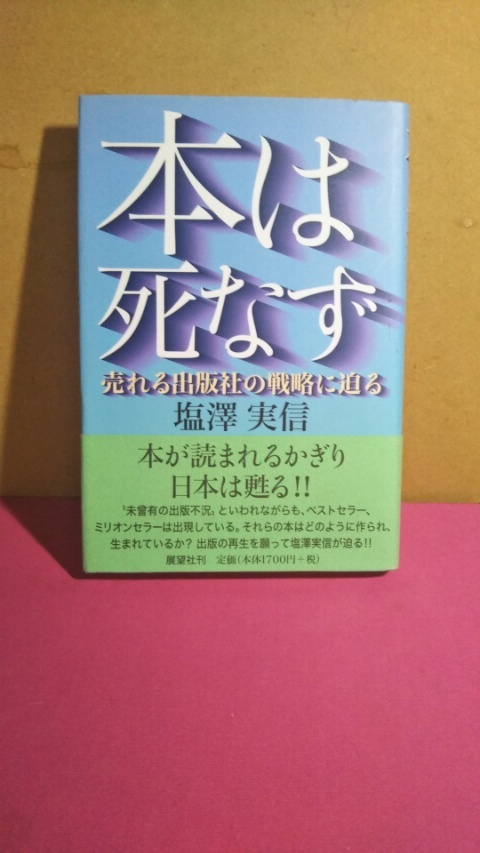 本は
死なず
売れる出版社の戦略に迫る
塩澤 実信
本が読まれるかぎり
日本は甦る!!
〝未曾有の出版不況〟といわれながらも、ベストセラー、
ミリオンセラーは出現している。それらの本はどのように作られ、
生まれているか? 出版の再生を願って塩澤実信が迫る!!
展望社刊 定価(本体1700円+税)